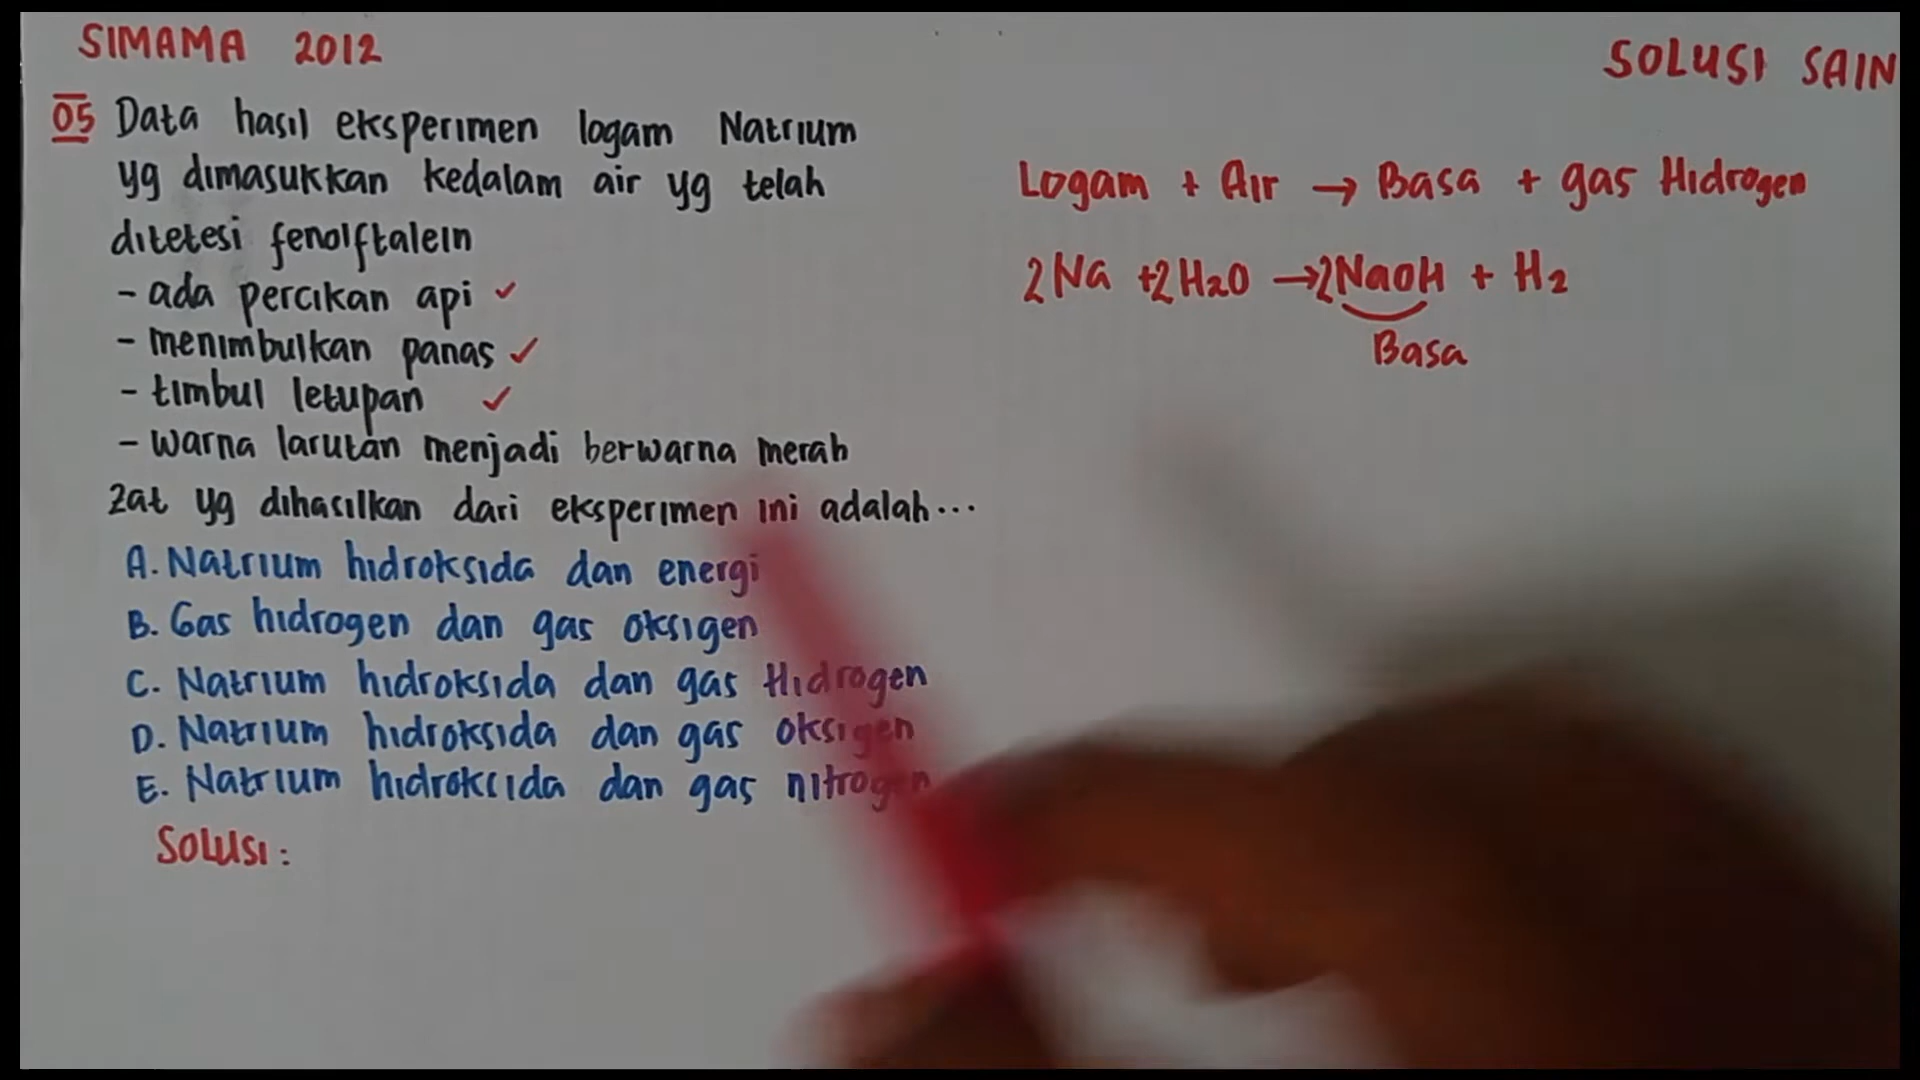 SIMAMA 2012
SOLUSI SAIN
05 Data hasil eksperimen logam Natrium
yg dimasukkan kedalam air yg telah
ditetesi fenolftalein
- ada percikan api ✓
- menimbulkan panas ✓
- timbul letupan ✓
- warna larutan menjadi berwarna merah
Zat yg dihasilkan dari eksperimen ini adalah...
A. Natrium hidroksida dan energi
B. Gas hidrogen dan gas oksigen
C. Natrium hidroksida dan gas Hidrogen
D. Natrium hidroksida dan gas oksigen
E. Natrium hidroksida dan gas nitrogen
Solusi:
Logam + Air → Basa + gas Hidrogen
2Na + 2H2O → 2NaOH + H2
Basa